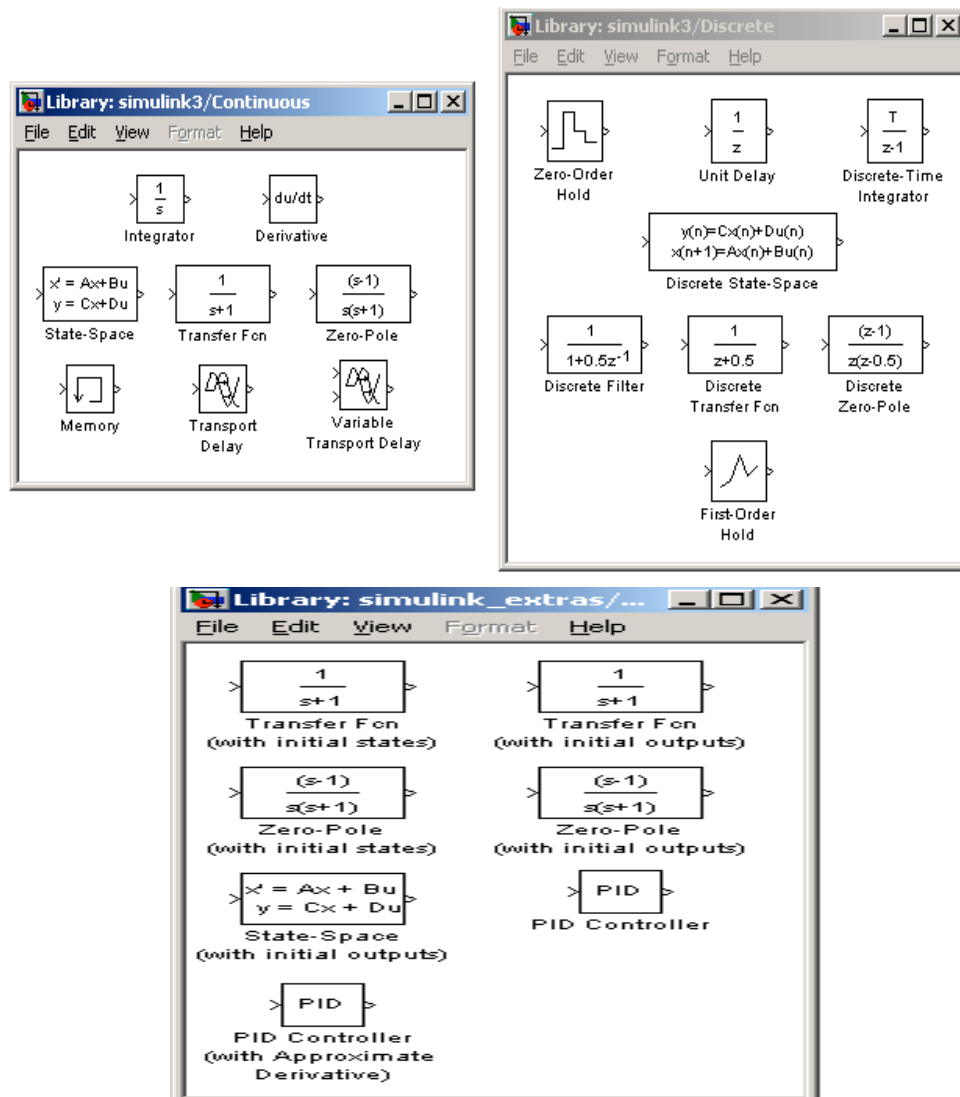 Library: simulink3/Continuous
File Edit View Format Help
1
s
Integrator
du/dt
Derivative
x' = Ax+Bu
y = Cx+Du
State-Space
1
s+1
Transfer Fcn
(s-1)
s(s+1)
Zero-Pole
Memory
Transport
Delay
Variable
Transport Delay
Library: simulink3/Discrete
File Edit View Format Help
Zero-Order
Hold
1
z
Unit Delay
T
z-1
Discrete-Time
Integrator
y(n)=Cx(n)+Du(n)
x(n+1)=Ax(n)+Bu(n)
Discrete State-Space
1
1+0.5z-1
Discrete Filter
1
z+0.5
Discrete
Transfer Fcn
(z-1)
z(z-0.5)
Discrete
Zero-Pole
First-Order
Hold
Library: simulink_extras/...
File Edit View Format Help
1
s+1
Transfer Fcn
(with initial states)
1
s+1
Transfer Fcn
(with initial outputs)
(s-1)
s(s+1)
Zero-Pole
(with initial states)
(s-1)
s(s+1)
Zero-Pole
(with initial outputs)
x' = Ax + Bu
y = Cx + Du
State-Space
(with initial outputs)
PID
PID Controller
PID
PID Controller
(with Approximate
Derivative)